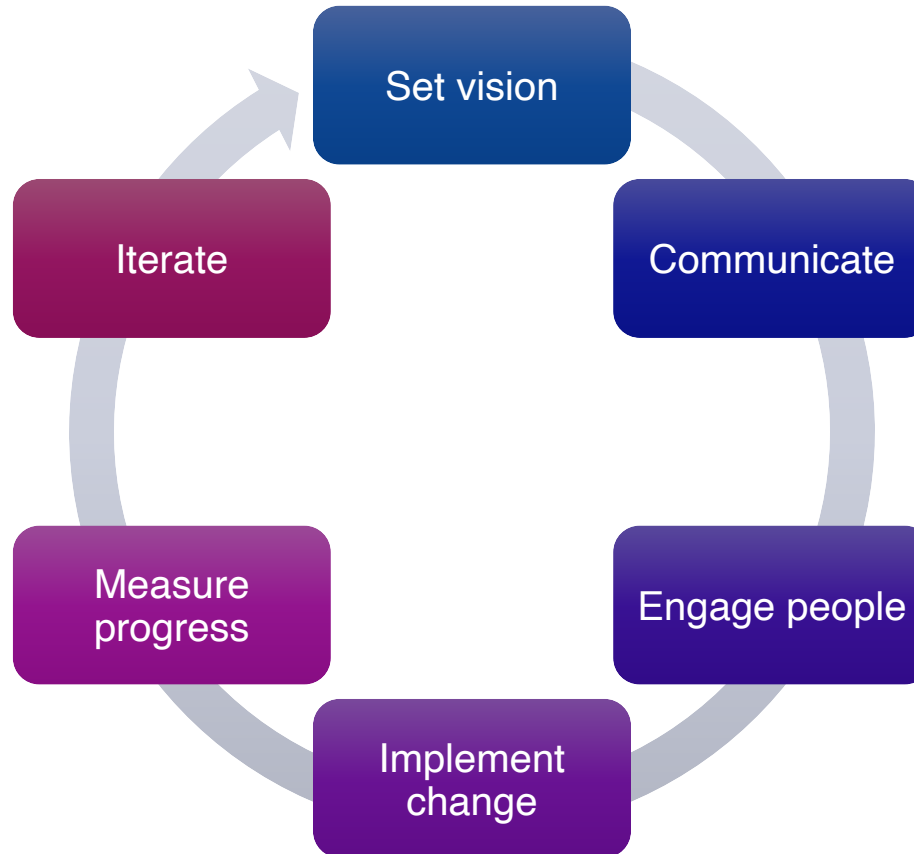 Set vision
Communicate
Engage people
Implement
change
Measure
progress
Iterate